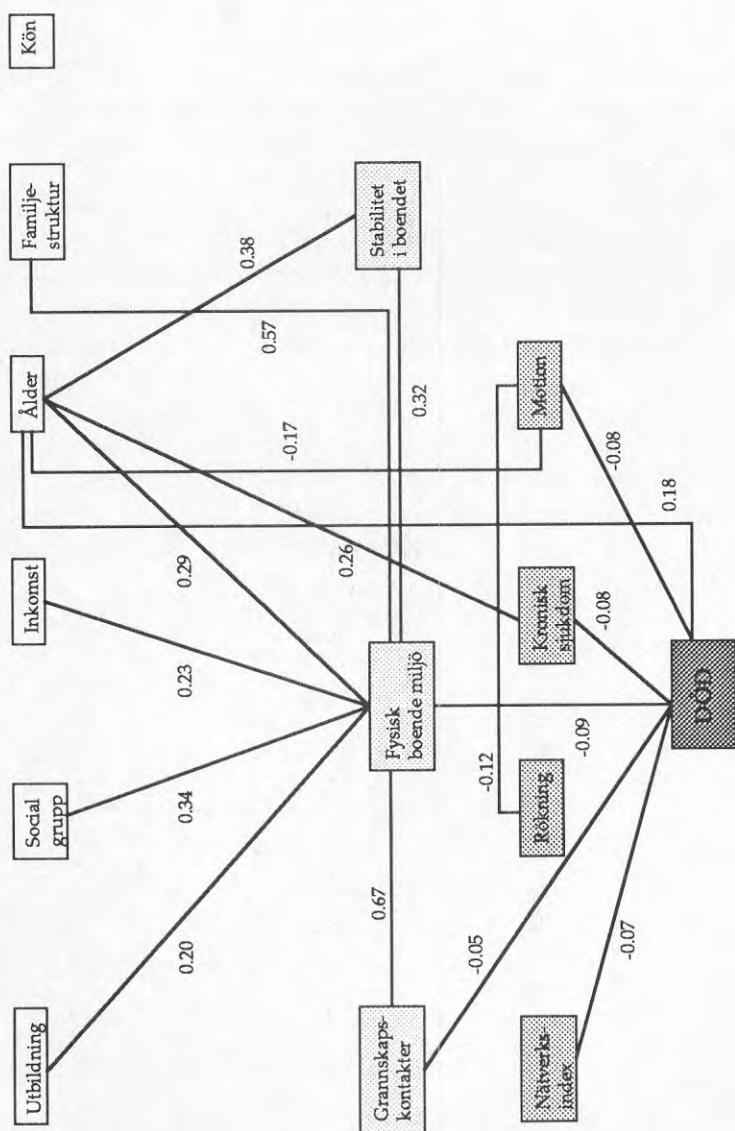 Utbildning
Social
grupp
Inkomst
Ålder
Familje-
struktur
Kön
0.20
0.34
0.23
0.29
0.26
-0.17
0.57
0.38
Grannskaps-
kontakter
0.67
Fysisk
boende miljö
0.32
Stabilitet
i boendet
Nätverks-
index
-0.05
Rökning
-0.12
Kronisk
sjukdom
Motion
-0.07
-0.09
-0.08
-0.08
0.18
DÖD